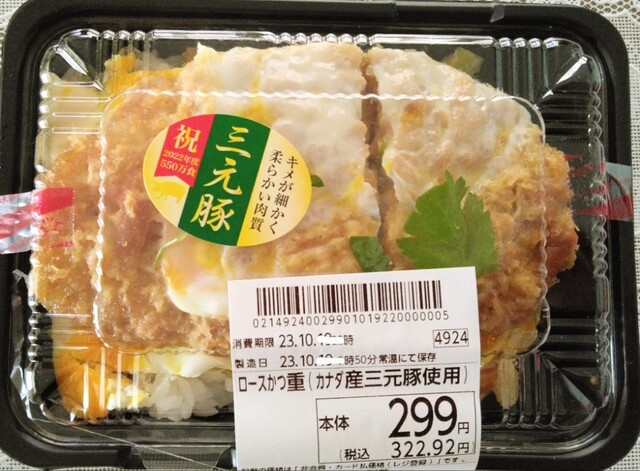 祝
2022年度
550万食
三元豚
キメが細かく
柔らかい肉質
0214924002990101922000005
消費期限 23.10. 時 4924
製造日 23.10. 時50分 常温にて保存
ロースかつ重(カナダ産三元豚使用)
本体 299円
(税込 322.92円)